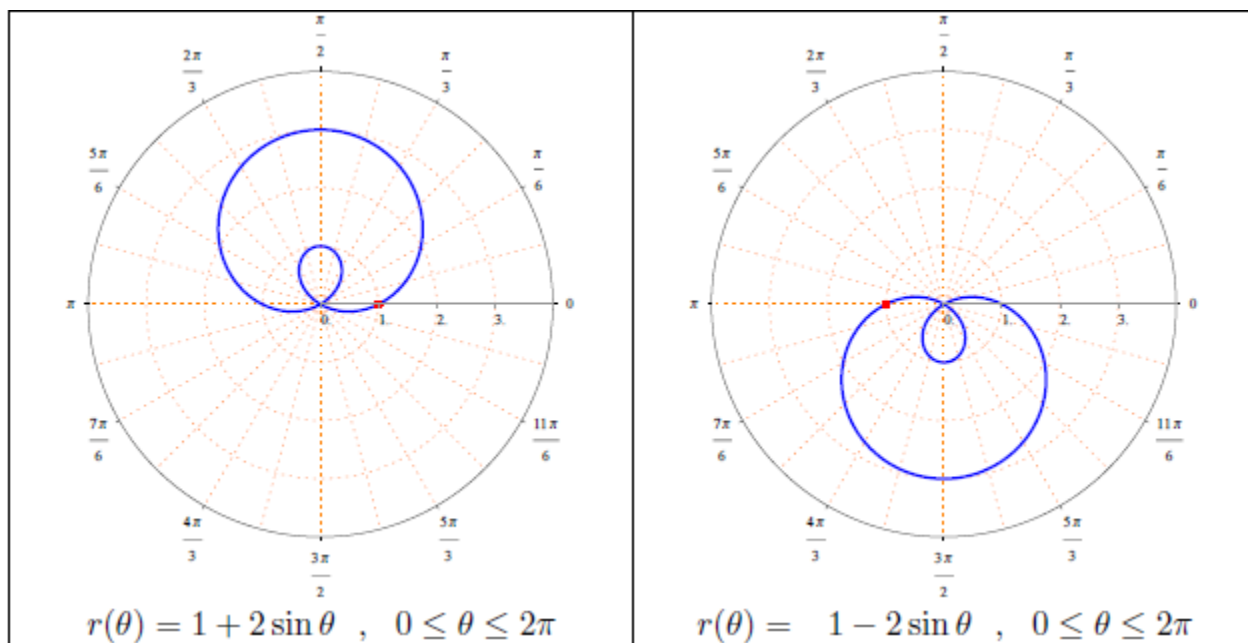 π/2
2π/3
π/3
5π/6
π/6
π
0
0.
1.
2.
3.
7π/6
11π/6
4π/3
5π/3
3π/2
r(θ) = 1 + 2 sin θ , 0 ≤ θ ≤ 2π
π/2
2π/3
π/3
5π/6
π/6
π
0
0.
1.
2.
3.
7π/6
11π/6
4π/3
5π/3
3π/2
r(θ) = 1 − 2 sin θ , 0 ≤ θ ≤ 2π